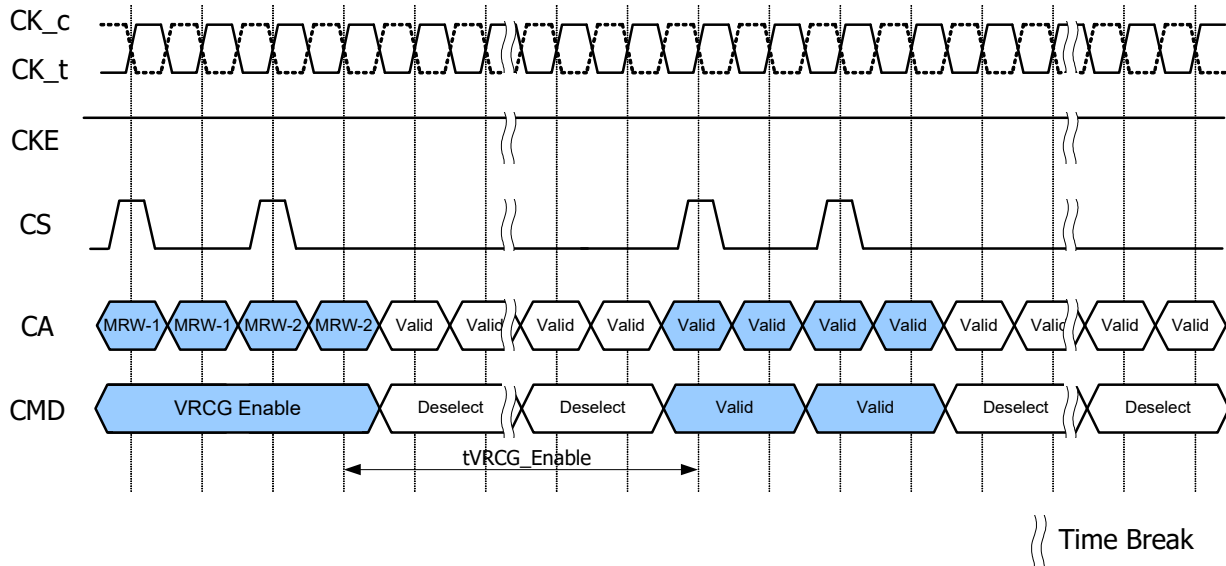 CK_c
CK_t
CKE
CS
CA MRW-1 MRW-1 MRW-2 MRW-2 Valid Valid Valid Valid Valid Valid Valid Valid Valid Valid Valid Valid
CMD VRCG Enable Deselect Deselect Valid Valid Deselect Deselect
tVRCG_Enable
Time Break